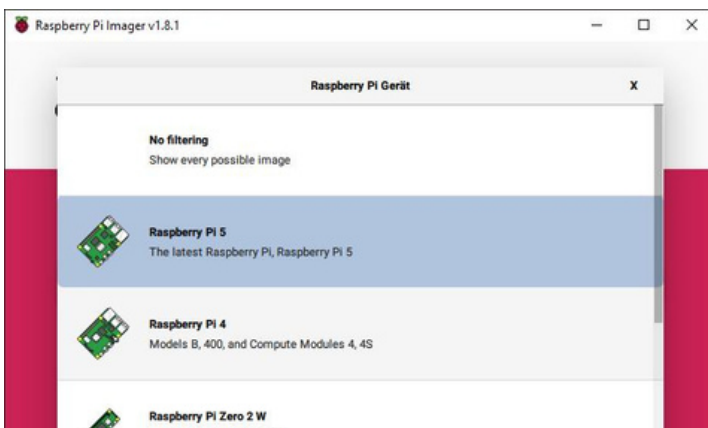 Raspberry Pi Imager v1.8.1
Raspberry Pi Gerät
X
No filtering
Show every possible image
Raspberry Pi 5
The latest Raspberry Pi, Raspberry Pi 5
Raspberry Pi 4
Models B, 400, and Compute Modules 4, 4S
Raspberry Pi Zero 2 W